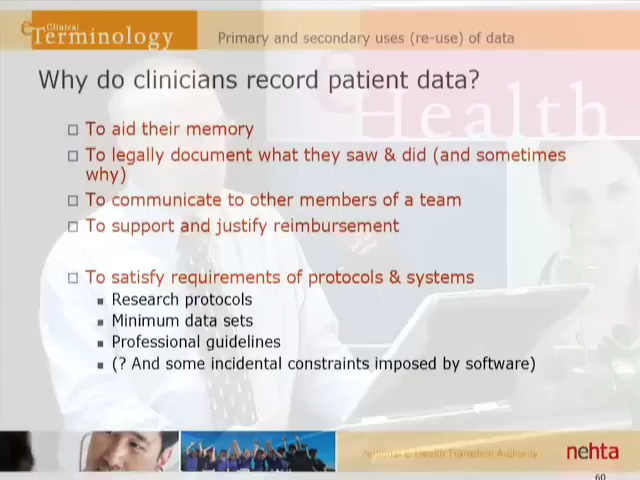 Clinical
Terminology
Primary and secondary uses (re-use) of data
Why do clinicians record patient data?
Health
To aid their memory
To legally document what they saw & did (and sometimes
why)
To communicate to other members of a team
To support and justify reimbursement
To satisfy requirements of protocols & systems
Research protocols
Minimum data sets
Professional guidelines
(? And some incidental constraints imposed by software)
nehta
60